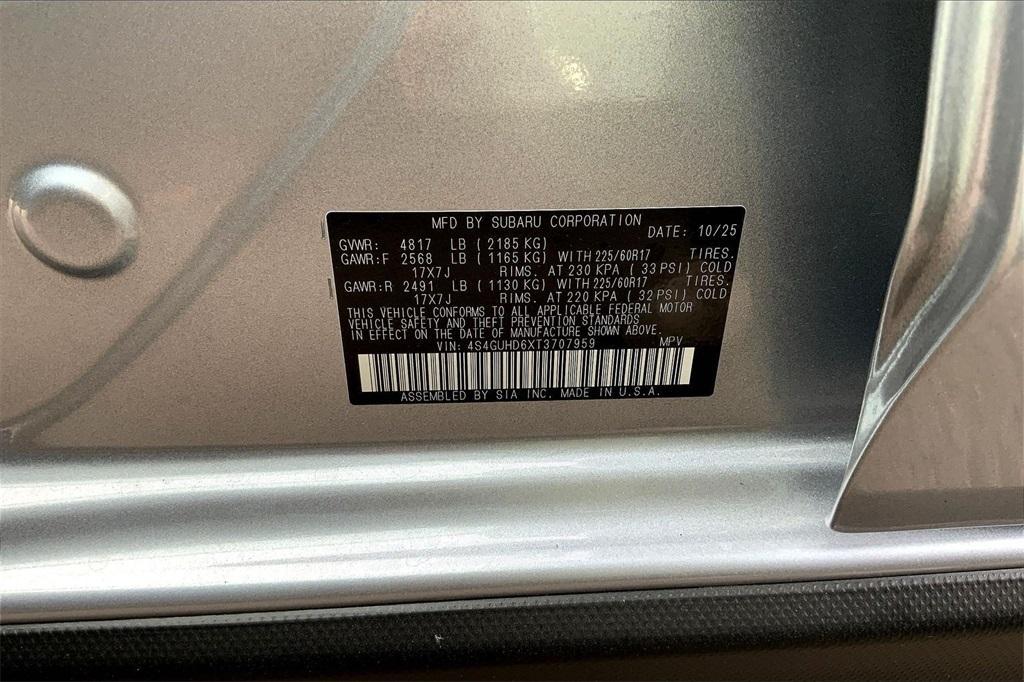 MFD BY SUBARU CORPORATION
DATE: 10/25
GVWR: 4817 LB ( 2185 KG)
GAWR:F 2568 LB ( 1165 KG) WITH 225/60R17 TIRES.
17X7J RIMS. AT 230 KPA ( 33 PSI) COLD
GAWR:R 2491 LB ( 1130 KG) WITH 225/60R17 TIRES.
17X7J RIMS. AT 220 KPA ( 32 PSI) COLD
THIS VEHICLE CONFORMS TO ALL APPLICABLE FEDERAL MOTOR
VEHICLE SAFETY AND THEFT PREVENTION STANDARDS
IN EFFECT ON THE DATE OF MANUFACTURE SHOWN ABOVE.
VIN: 4S4GUHD6XT3707959 MPV
ASSEMBLED BY SIA INC. MADE IN U.S.A.